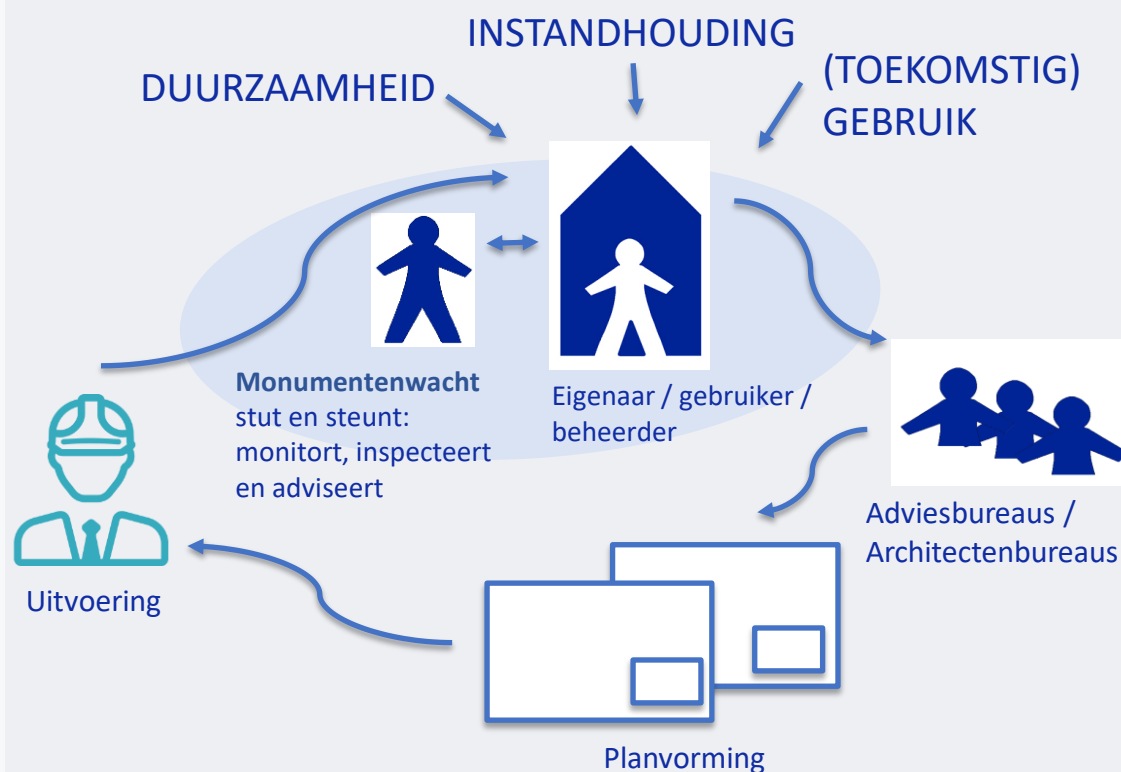 INSTANDHOUDING
DUURZAAMHEID
(TOEKOMSTIG)
GEBRUIK
Monumentenwacht
stut en steunt:
monitort, inspecteert
en adviseert
Eigenaar / gebruiker /
beheerder
Adviesbureaus /
Architectenbureaus
Uitvoering
Planvorming